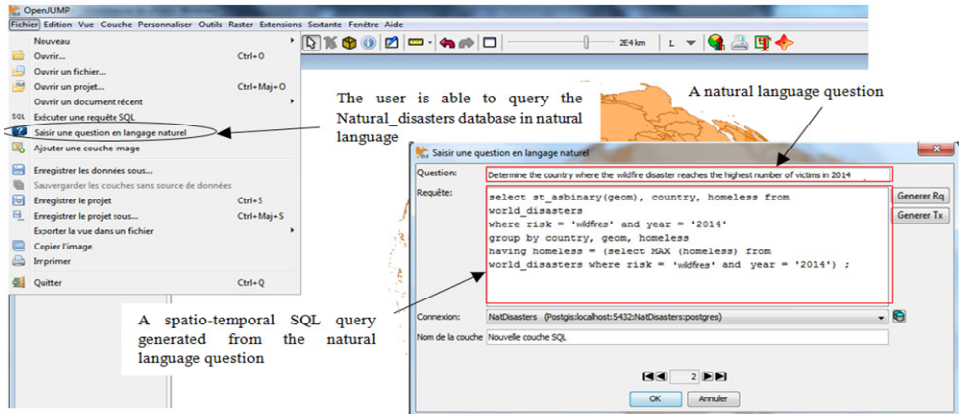 OpenJUMP
Fichier Edition Vue Couche Personnaliser Outils Raster Extensions Sextante Fenêtre Aide
Nouveau
Ouvrir... Ctrl+O
Ouvrir un fichier...
Ouvrir un projet... Ctrl+Maj+O
Ouvrir un document récent
SQL Exécuter une requête SQL
Saisir une question en langage naturel
Ajouter une couche image
Enregistrer les données sous...
Sauvergarder les couches sans source de données
Enregistrer le projet Ctrl+S
Enregistrer le projet sous... Ctrl+Maj+S
Exporter la vue dans un fichier
Copier l'image
Imprimer
Quitter Ctrl+Q
2E4 km L
The user is able to query the
Natural_disasters database in natural
language
A natural language question
Saisir une question en langage naturel
Question: Determine the country where the wildfire disaster reaches the highest number of victims in 2014
Requête:
select st_asbinary(geom), country, homeless from
world_disasters
where risk = 'wildfires' and year = '2014'
group by country, geom, homeless
having homeless = (select MAX (homeless) from
world_disasters where risk = 'wildfires' and year = '2014') ;
Generer Rq
Generer Tx
A spatio-temporal SQL query
generated from the natural
language question
Connexion: NatDisasters (Postgis:localhost:5432:NatDisasters:postgres)
Nom de la couche Nouvelle couche SQL
2
OK Annuler